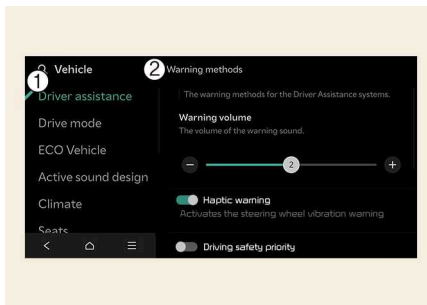 Vehicle
1
2
Warning methods
Driver assistance
Drive mode
ECO Vehicle
Active sound design
Climate
Seats
The warning methods for the Driver Assistance systems.
Warning volume
The volume of the warning sound.
2
Haptic warning
Activates the steering wheel vibration warning
Driving safety priority